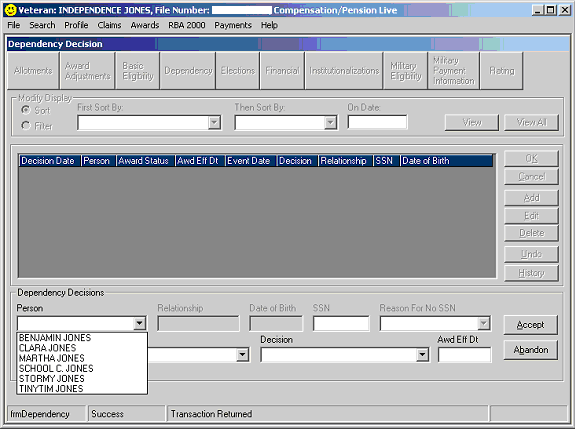 Veteran: INDEPENDENCE JONES, File Number: Compensation/Pension Live
File Search Profile Claims Awards RBA 2000 Payments Help
Dependency Decision
Allotments
Award Adjustments
Basic Eligibility
Dependency
Elections
Financial
Institutionalizations
Military Eligibility
Military Payment Information
Rating
Modify Display
Sort
Filter
First Sort By:
Then Sort By:
On Date:
View
View All
Decision Date Person Award Status Awd Eff Dt Event Date Decision Relationship SSN Date of Birth
OK
Cancel
Add
Edit
Delete
Undo
History
Dependency Decisions
Person Relationship Date of Birth SSN Reason For No SSN
Accept
BENJAMIN JONES
CLARA JONES
MARTHA JONES
SCHOOL C. JONES
STORMY JONES
TINYTIM JONES
Decision Awd Eff Dt
Abandon
frmDependency Success Transaction Returned